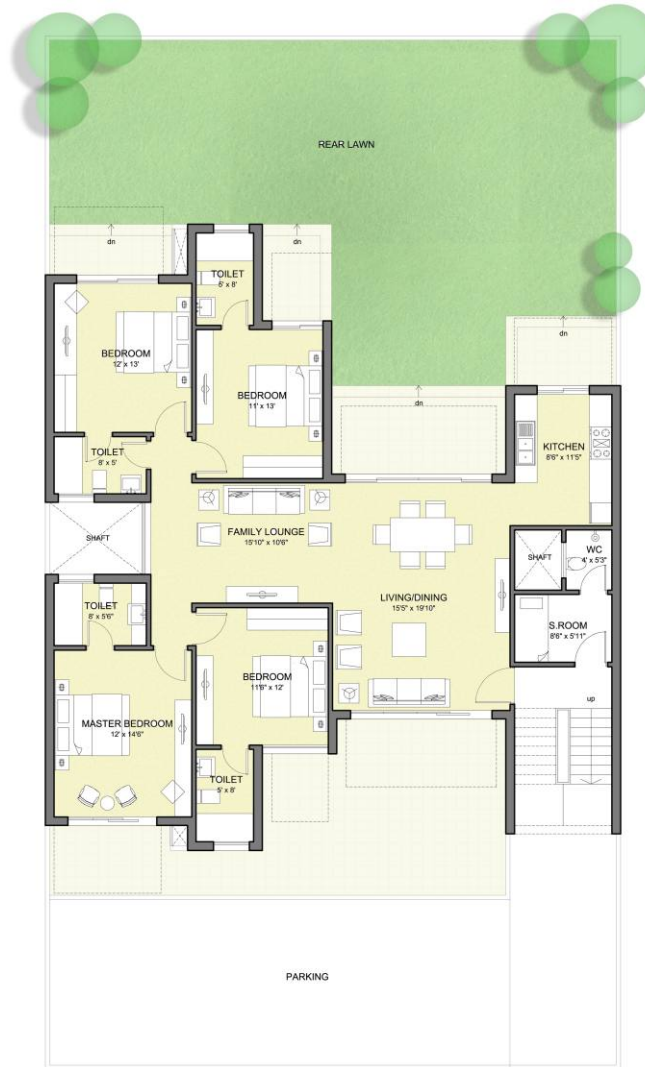 REAR LAWN
dn
dn
TOILET
5' x 8'
dn
BEDROOM
12' x 13'
BEDROOM
11' x 13'
dn
KITCHEN
8'6" x 11'5"
TOILET
8' x 5'
SHAFT
FAMILY LOUNGE
15'10" x 10'6"
SHAFT
WC
4' x 5'3"
TOILET
8' x 5'6"
LIVING/DINING
15'5" x 19'10"
S.ROOM
8'6" x 5'11"
BEDROOM
11'6" x 12'
MASTER BEDROOM
12' x 14'6"
up
TOILET
5' x 8'
PARKING